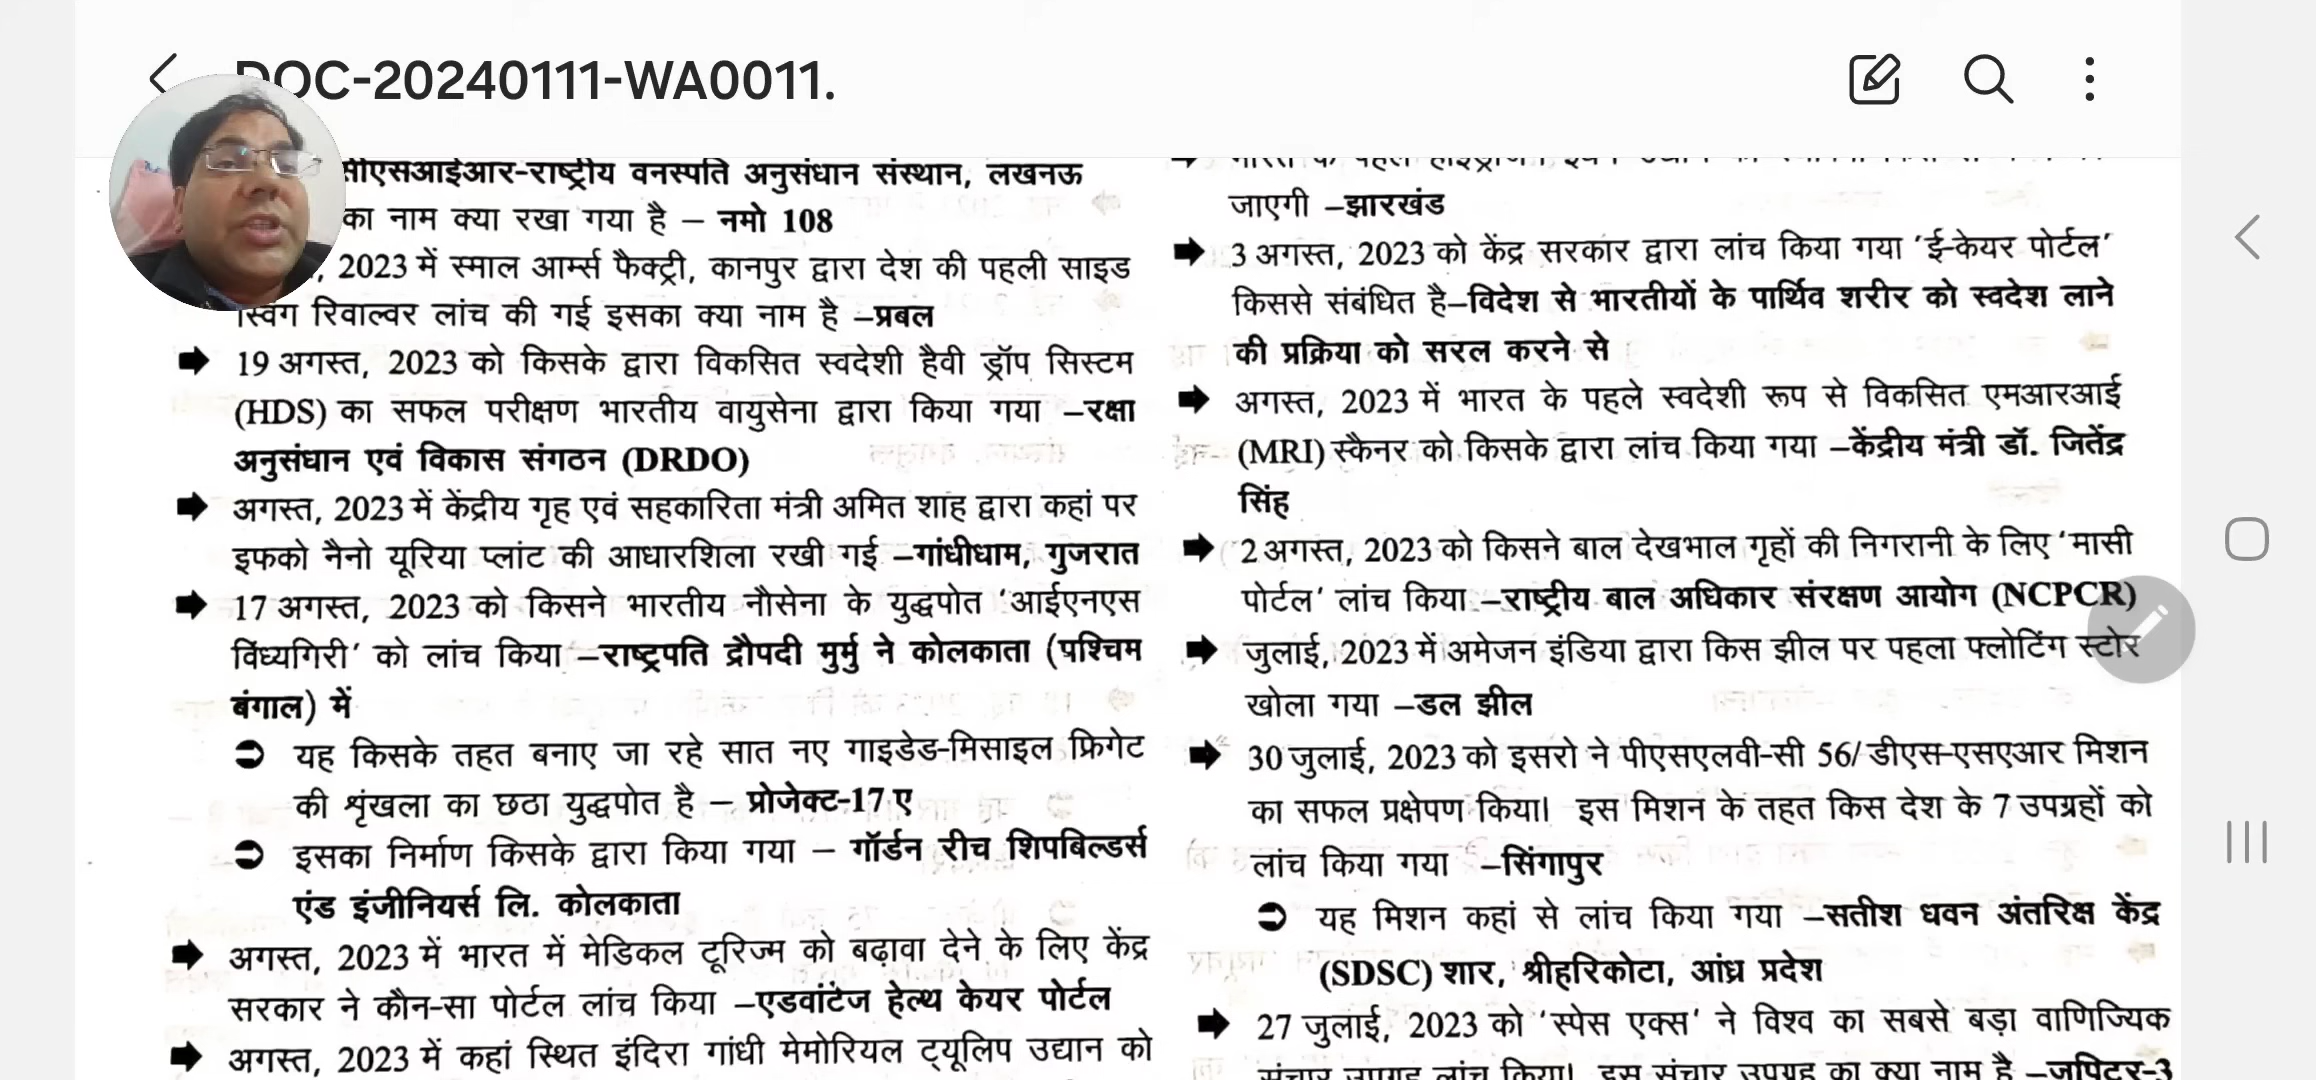 DOC-20240111-WA0011.
सीएसआईआर-राष्ट्रीय वनस्पति अनुसंधान संस्थान, लखनऊ
का नाम क्या रखा गया है – नमो 108
, 2023 में स्माल आर्म्स फैक्ट्री, कानपुर द्वारा देश की पहली साइड
स्विंग रिवाल्वर लांच की गई इसका क्या नाम है –प्रबल
19 अगस्त, 2023 को किसके द्वारा विकसित स्वदेशी हैवी ड्रॉप सिस्टम
(HDS) का सफल परीक्षण भारतीय वायुसेना द्वारा किया गया –रक्षा
अनुसंधान एवं विकास संगठन (DRDO)
अगस्त, 2023 में केंद्रीय गृह एवं सहकारिता मंत्री अमित शाह द्वारा कहां पर
इफको नैनो यूरिया प्लांट की आधारशिला रखी गई –गांधीधाम, गुजरात
17 अगस्त, 2023 को किसने भारतीय नौसेना के युद्धपोत ‘आईएनएस
विंध्यगिरी’ को लांच किया –राष्ट्रपति द्रौपदी मुर्मु ने कोलकाता (पश्चिम
बंगाल) में
यह किसके तहत बनाए जा रहे सात नए गाइडेड-मिसाइल फ्रिगेट
की शृंखला का छठा युद्धपोत है – प्रोजेक्ट-17 ए
इसका निर्माण किसके द्वारा किया गया – गॉर्डन रीच शिपबिल्डर्स
एंड इंजीनियर्स लि. कोलकाता
अगस्त, 2023 में भारत में मेडिकल टूरिज्म को बढ़ावा देने के लिए केंद्र
सरकार ने कौन-सा पोर्टल लांच किया –एडवांटेज हेल्थ केयर पोर्टल
अगस्त, 2023 में कहां स्थित इंदिरा गांधी मेमोरियल ट्यूलिप उद्यान को
भारत के पहले
जाएगी –झारखंड
3 अगस्त, 2023 को केंद्र सरकार द्वारा लांच किया गया ‘ई-केयर पोर्टल’
किससे संबंधित है–विदेश से भारतीयों के पार्थिव शरीर को स्वदेश लाने
की प्रक्रिया को सरल करने से
अगस्त, 2023 में भारत के पहले स्वदेशी रूप से विकसित एमआरआई
(MRI) स्कैनर को किसके द्वारा लांच किया गया –केंद्रीय मंत्री डॉ. जितेंद्र
सिंह
2 अगस्त, 2023 को किसने बाल देखभाल गृहों की निगरानी के लिए ‘मासी
पोर्टल’ लांच किया –राष्ट्रीय बाल अधिकार संरक्षण आयोग (NCPCR)
जुलाई, 2023 में अमेजन इंडिया द्वारा किस झील पर पहला फ्लोटिंग स्टोर
खोला गया –डल झील
30 जुलाई, 2023 को इसरो ने पीएसएलवी-सी 56/ डीएस-एसएआर मिशन
का सफल प्रक्षेपण किया। इस मिशन के तहत किस देश के 7 उपग्रहों को
लांच किया गया –सिंगापुर
यह मिशन कहां से लांच किया गया –सतीश धवन अंतरिक्ष केंद्र
(SDSC) शार, श्रीहरिकोटा, आंध्र प्रदेश
27 जुलाई, 2023 को ‘स्पेस एक्स’ ने विश्व का सबसे बड़ा वाणिज्यिक
संचार उपग्रह लांच किया। इस संचार उपग्रह का क्या नाम है –जुपिटर-3